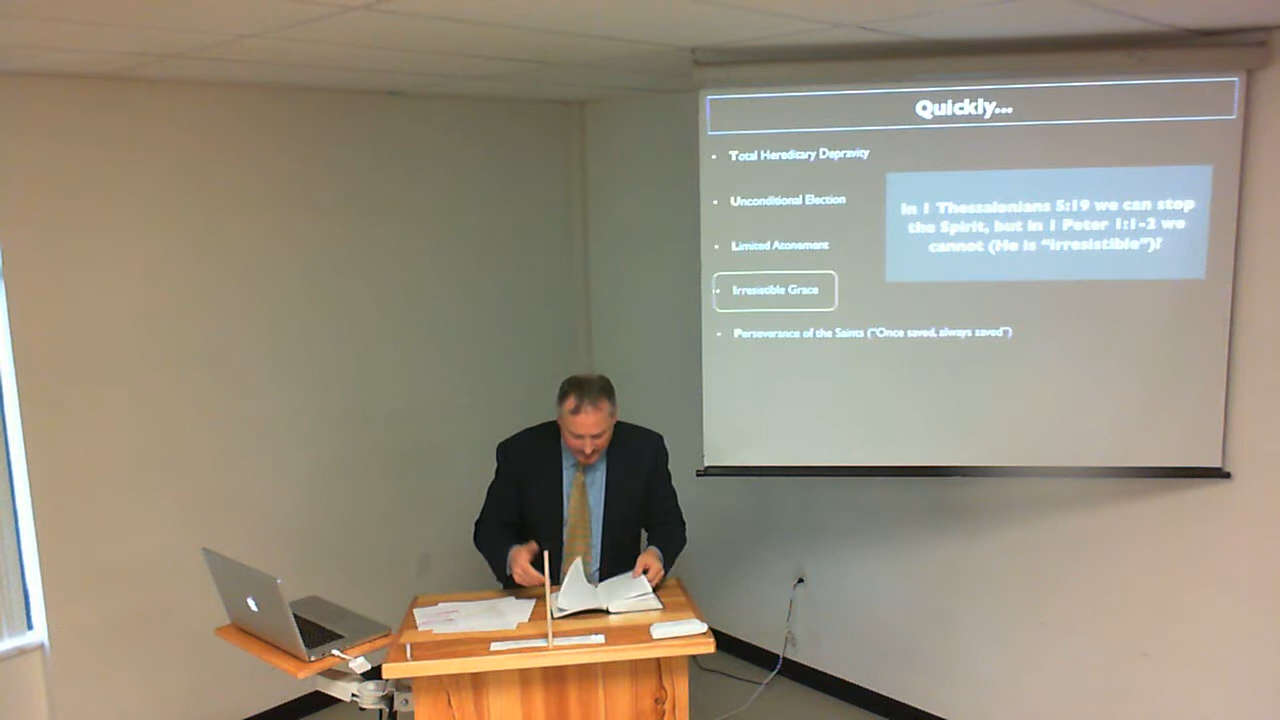 Quickly...
• Total Hereditary Depravity
• Unconditional Election
• Limited Atonement
• Irresistible Grace
• Perseverance of the Saints ("Once saved, always saved")
In 1 Thessalonians 5:19 we can stop
the Spirit, but in 1 Peter 1:1-2 we
cannot (He is "irresistible")?